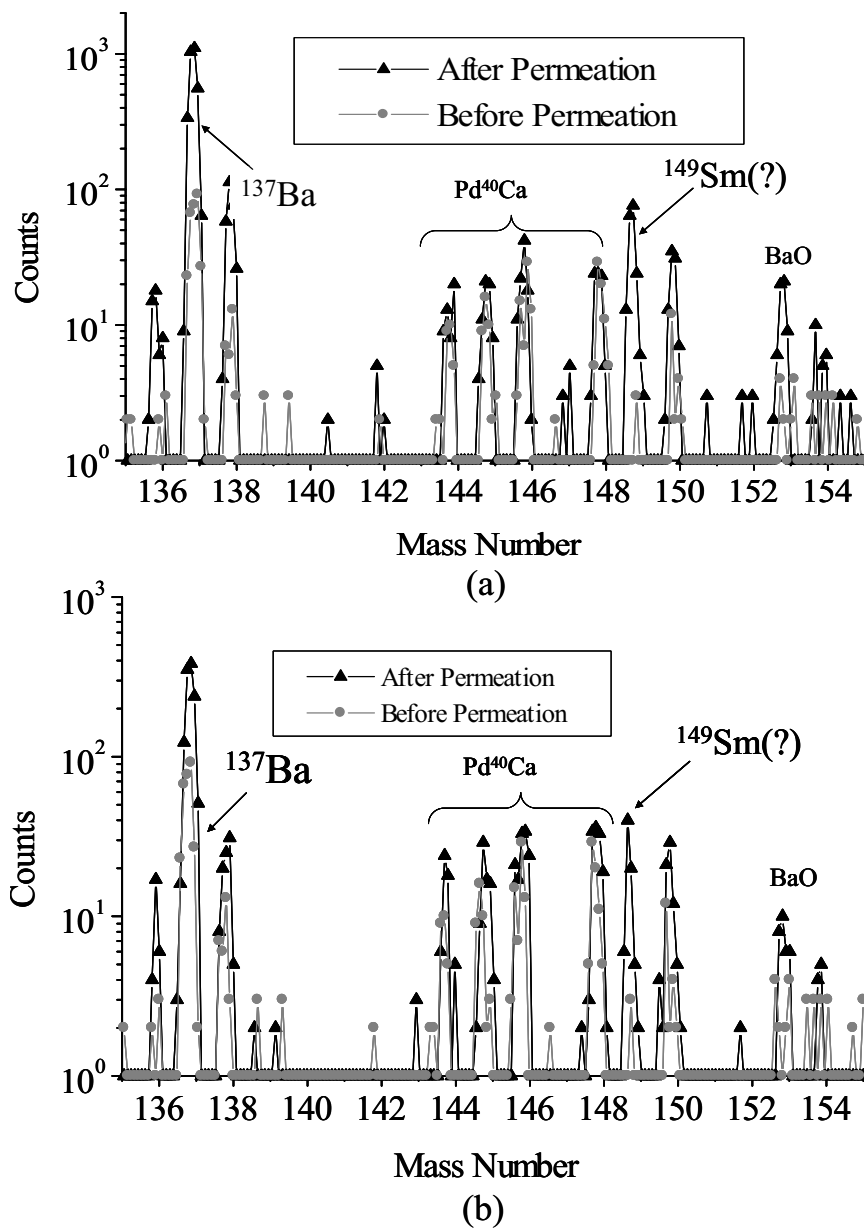 10³
10²
10¹
10⁰
Counts
After Permeation
Before Permeation
¹³⁷Ba
Pd⁴⁰Ca
¹⁴⁹Sm(?)
BaO
136 138 140 142 144 146 148 150 152 154
Mass Number
(a)
10³
10²
10¹
10⁰
Counts
After Permeation
Before Permeation
¹³⁷Ba
Pd⁴⁰Ca
¹⁴⁹Sm(?)
BaO
136 138 140 142 144 146 148 150 152 154
Mass Number
(b)